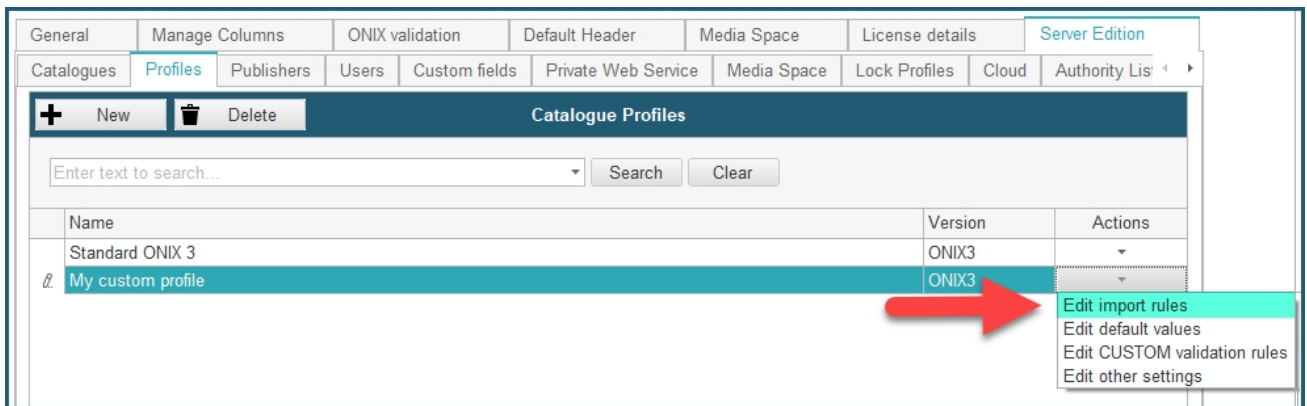 General Manage Columns ONIX validation Default Header Media Space License details Server Edition
Catalogues Profiles Publishers Users Custom fields Private Web Service Media Space Lock Profiles Cloud Authority Lis
New Delete Catalogue Profiles
Enter text to search... Search Clear
Name Version Actions
Standard ONIX 3 ONIX3
My custom profile ONIX3
Edit import rules
Edit default values
Edit CUSTOM validation rules
Edit other settings